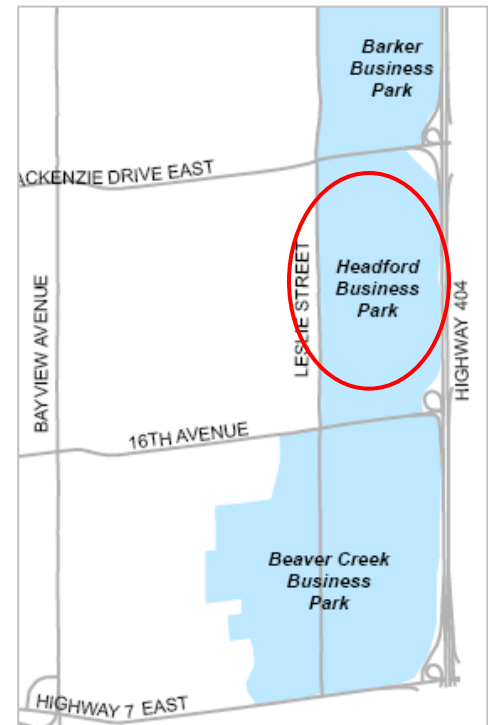 Barker
Business
Park
ACKENZIE DRIVE EAST
Headford
Business
Park
BAYVIEW AVENUE
LESLIE STREET
HIGHWAY 404
16TH AVENUE
Beaver Creek
Business
Park
HIGHWAY 7 EAST